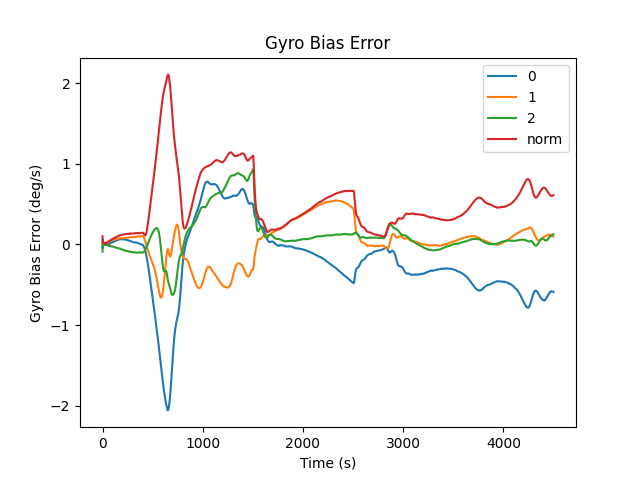 Gyro Bias Error
0
1
2
norm
Gyro Bias Error (deg/s)
2
1
0
−1
−2
0 1000 2000 3000 4000
Time (s)